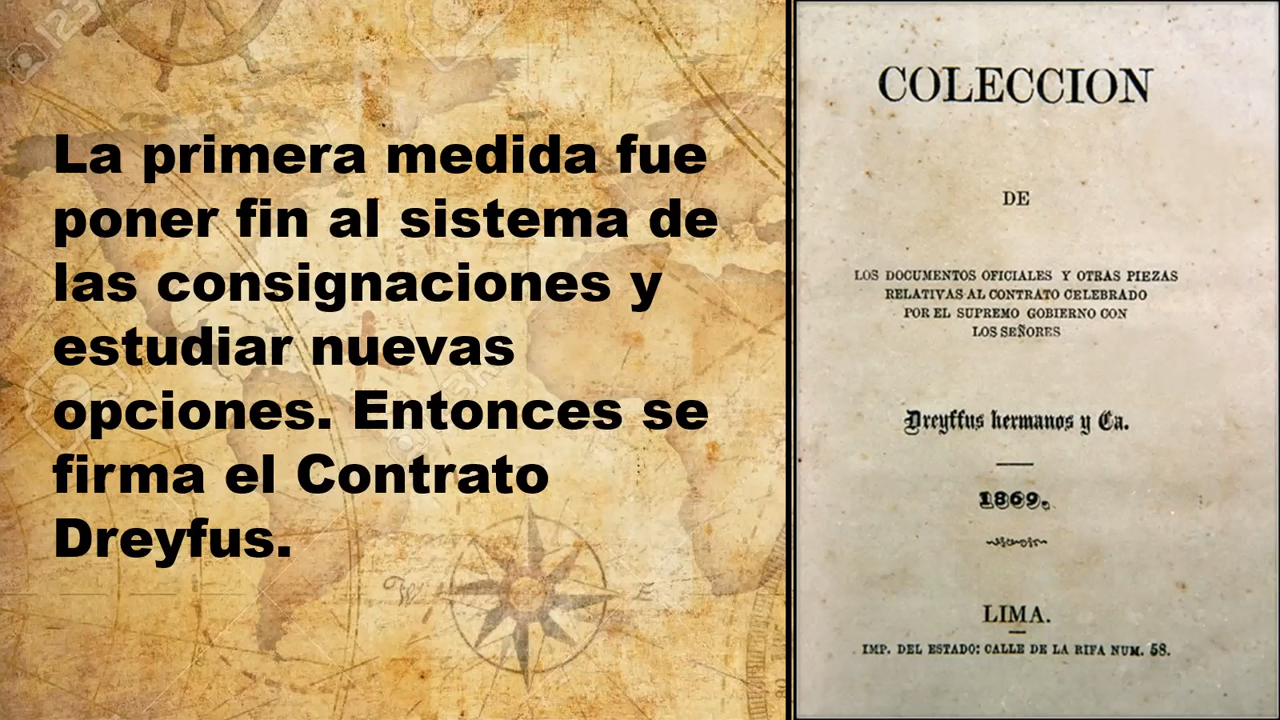 La primera medida fue
poner fin al sistema de
las consignaciones y
estudiar nuevas
opciones. Entonces se
firma el Contrato
Dreyfus.
COLECCION
DE
LOS DOCUMENTOS OFICIALES Y OTRAS PIEZAS
RELATIVAS AL CONTRATO CELEBRADO
POR EL SUPREMO GOBIERNO CON
LOS SEÑORES
Dreyffus hermanos y Ca.
1869.
LIMA.
IMP. DEL ESTADO: CALLE DE LA RIFA NUM. 58.